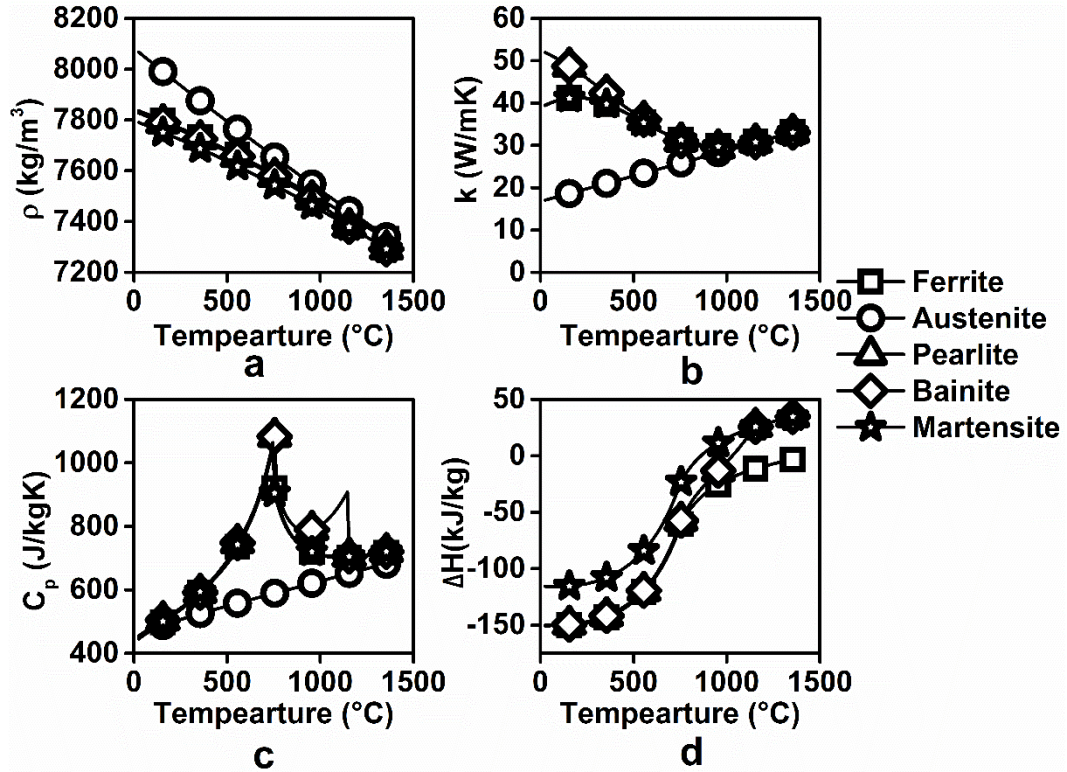 8200
8000
7800
7600
7400
7200
ρ (kg/m³)
0 500 1000 1500
Tempearture (°C)
a
60
50
40
30
20
10
0
k (W/mK)
0 500 1000 1500
Tempearture (°C)
b
Ferrite
Austenite
Pearlite
Bainite
Martensite
1200
1000
800
600
400
Cₚ (J/kgK)
0 500 1000 1500
Tempearture (°C)
c
50
0
-50
-100
-150
ΔH(kJ/kg)
0 500 1000 1500
Tempearture (°C)
d